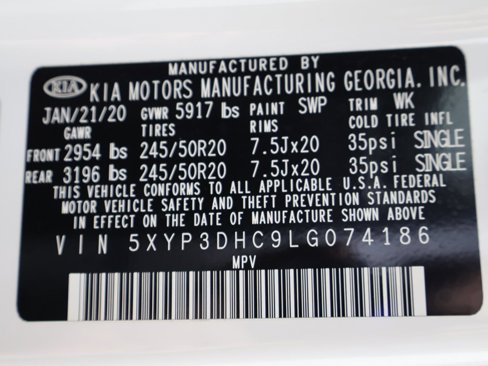 MANUFACTURED BY
KIA KIA MOTORS MANUFACTURING GEORGIA, INC.
JAN/21/20 GVWR 5917 lbs PAINT SWP TRIM WK
GAWR TIRES RIMS COLD TIRE INFL
FRONT 2954 lbs 245/50R20 7.5Jx20 35psi SINGLE
REAR 3196 lbs 245/50R20 7.5Jx20 35psi SINGLE
THIS VEHICLE CONFORMS TO ALL APPLICABLE U.S.A. FEDERAL
MOTOR VEHICLE SAFETY AND THEFT PREVENTION STANDARDS
IN EFFECT ON THE DATE OF MANUFACTURE SHOWN ABOVE
VIN 5XYP3DHC9LG074186
MPV